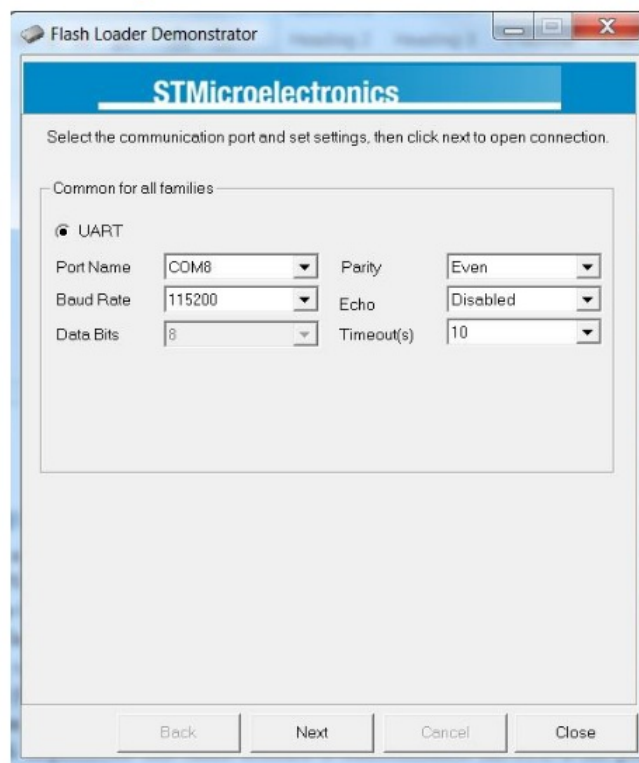 Flash Loader Demonstrator
STMicroelectronics
Select the communication port and set settings, then click next to open connection.
Common for all families
UART
Port Name COM8 Parity Even
Baud Rate 115200 Echo Disabled
Data Bits 8 Timeout(s) 10
Back Next Cancel Close